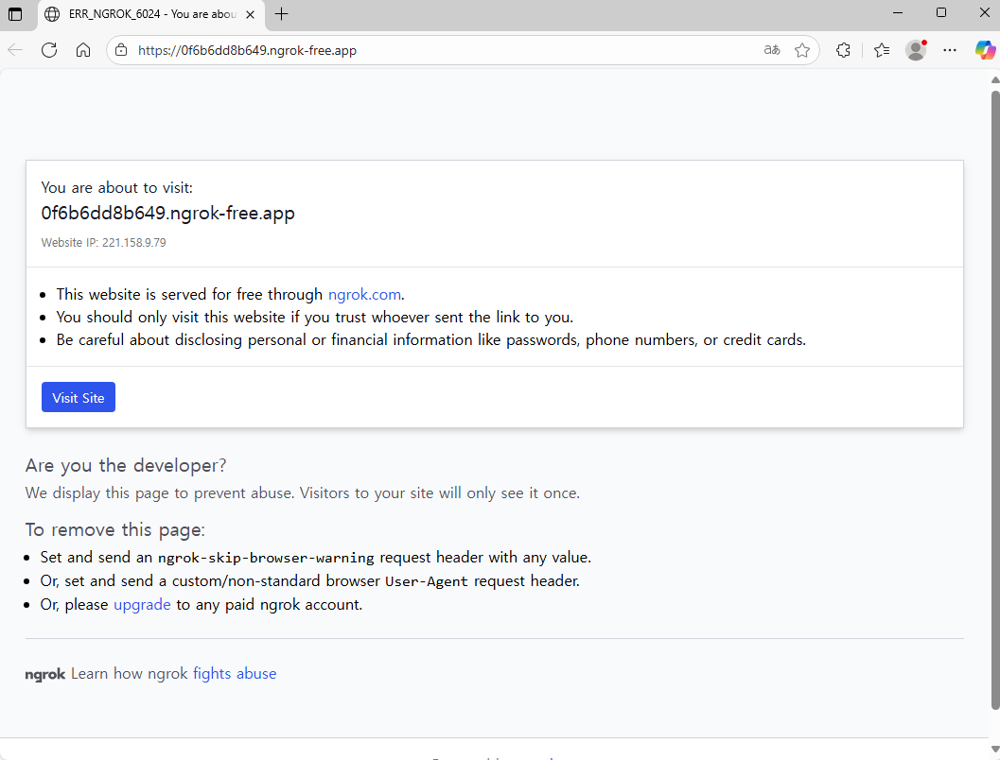 ERR_NGROK_6024 - You are abou
https://0f6b6dd8b649.ngrok-free.app
You are about to visit:
0f6b6dd8b649.ngrok-free.app
Website IP: 221.158.9.79
This website is served for free through ngrok.com.
You should only visit this website if you trust whoever sent the link to you.
Be careful about disclosing personal or financial information like passwords, phone numbers, or credit cards.
Visit Site
Are you the developer?
We display this page to prevent abuse. Visitors to your site will only see it once.
To remove this page:
Set and send an ngrok-skip-browser-warning request header with any value.
Or, set and send a custom/non-standard browser User-Agent request header.
Or, please upgrade to any paid ngrok account.
ngrok Learn how ngrok fights abuse